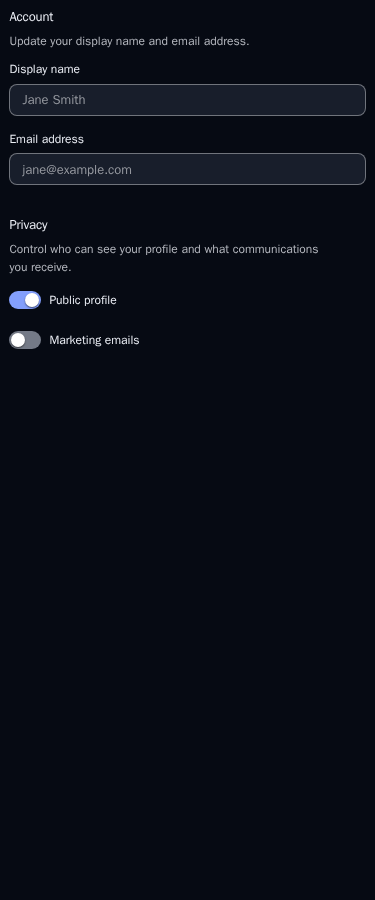 Account
Update your display name and email address.
Display name
Jane Smith
Email address
jane@example.com
Privacy
Control who can see your profile and what communications
you receive.
Public profile
Marketing emails